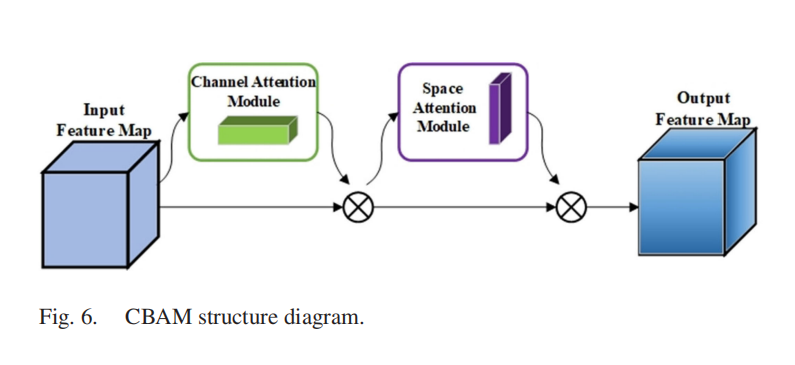 Input
Feature Map
Channel Attention
Module
Space
Attention
Module
Output
Feature Map
Fig. 6. CBAM structure diagram.